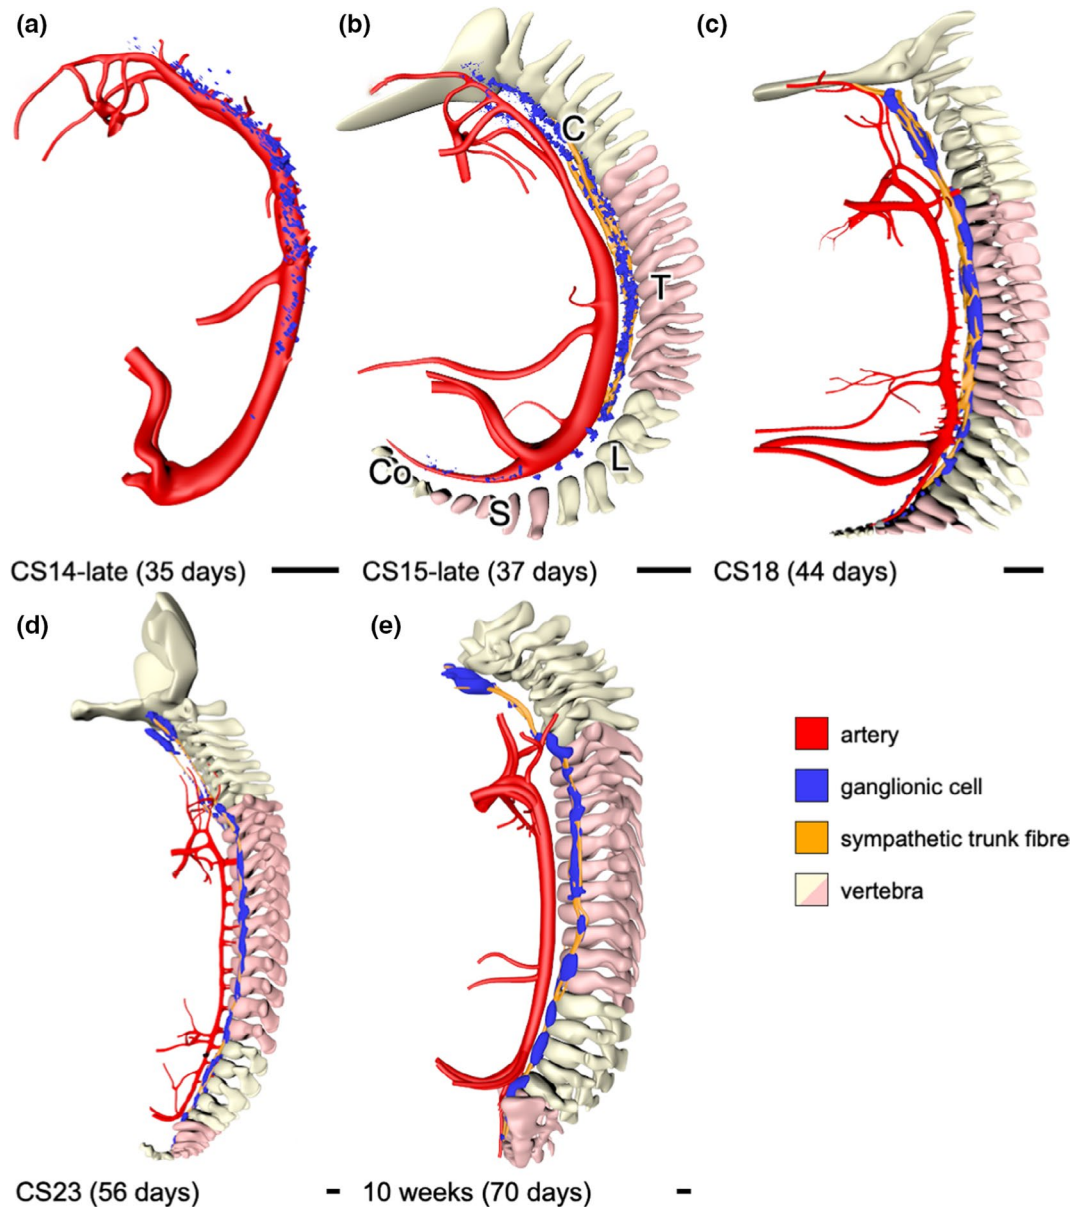 (a)
(b)
(c)
C
T
L
Co
S
CS14-late (35 days)
CS15-late (37 days)
CS18 (44 days)
(d)
(e)
artery
ganglionic cell
sympathetic trunk fibre
vertebra
CS23 (56 days)
10 weeks (70 days)